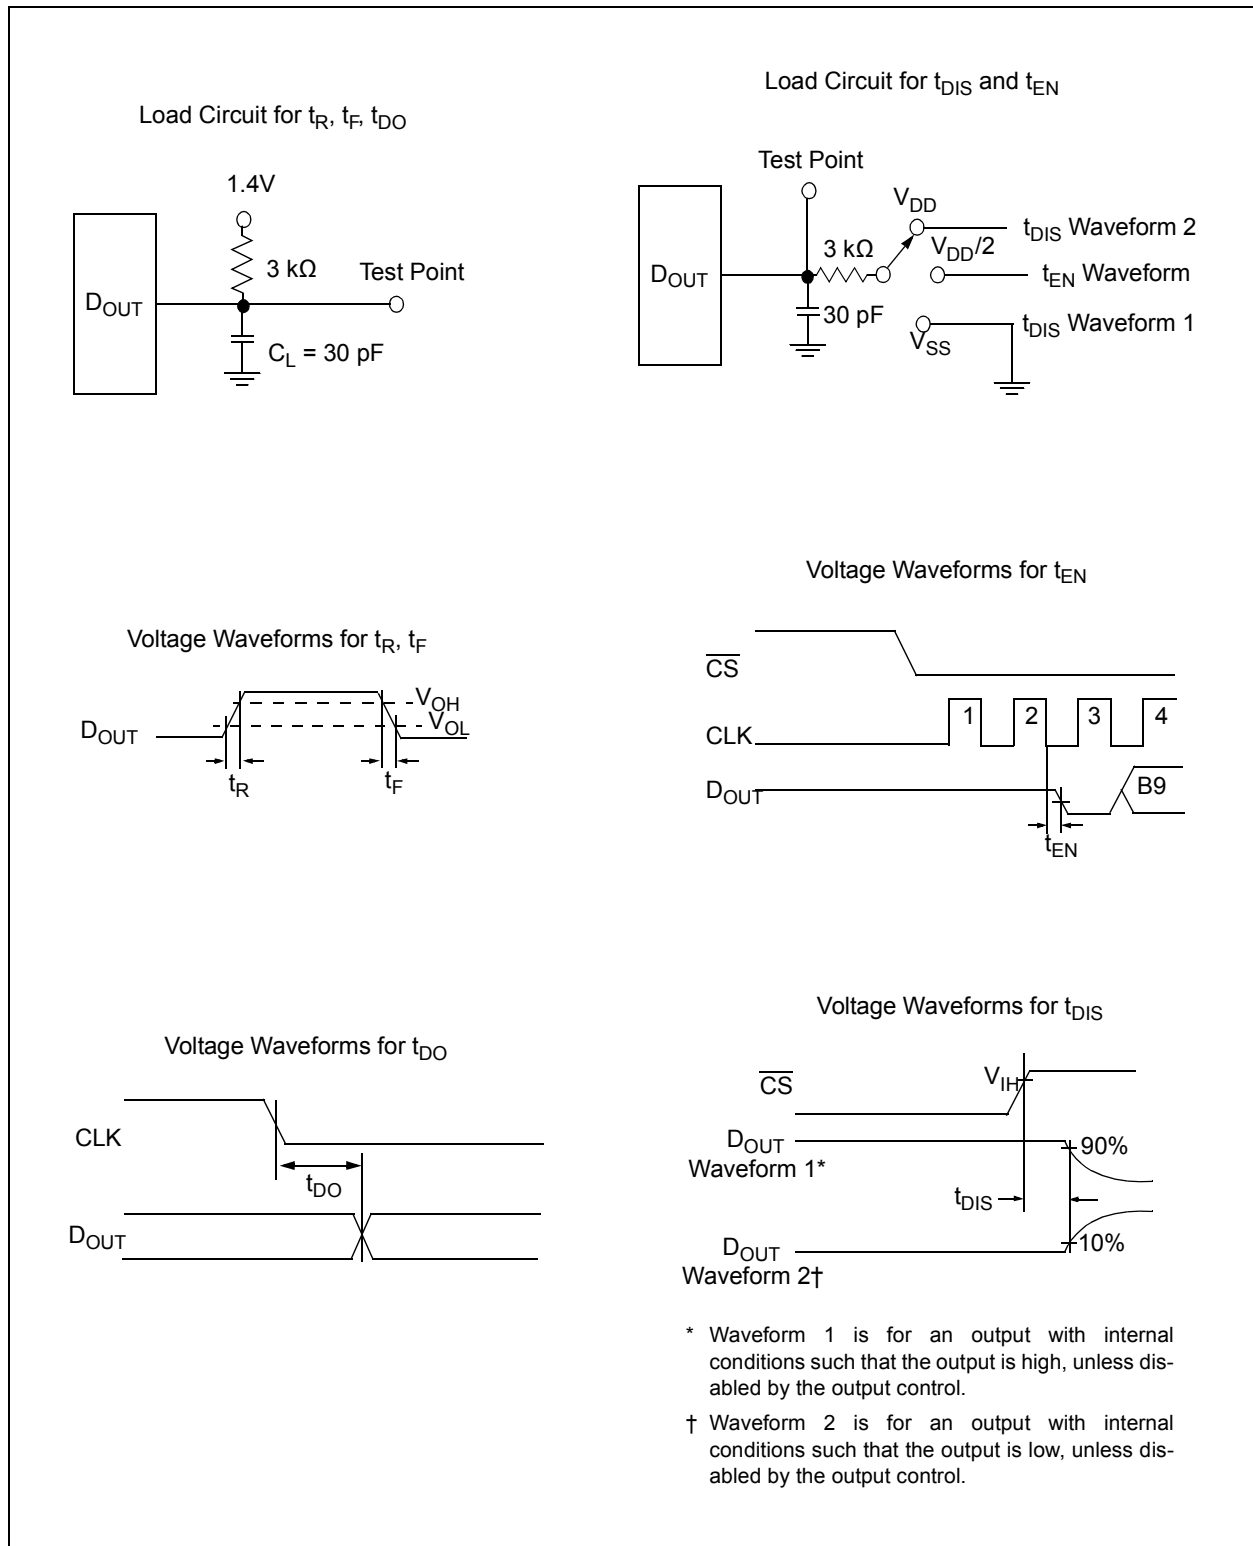 Load Circuit for tR, tF, tDO
1.4V
3 kΩ
Test Point
DOUT
CL = 30 pF
Load Circuit for tDIS and tEN
Test Point
VDD
tDIS Waveform 2
3 kΩ
VDD/2
DOUT
tEN Waveform
30 pF
tDIS Waveform 1
VSS
Voltage Waveforms for tR, tF
VOH
VOL
DOUT
tR
tF
Voltage Waveforms for tEN
CS
1 2 3 4
CLK
DOUT
B9
tEN
Voltage Waveforms for tDO
CLK
tDO
DOUT
Voltage Waveforms for tDIS
VIH
CS
DOUT
Waveform 1*
90%
tDIS
DOUT
Waveform 2†
10%
* Waveform 1 is for an output with internal
conditions such that the output is high, unless dis-
abled by the output control.
† Waveform 2 is for an output with internal
conditions such that the output is low, unless dis-
abled by the output control.